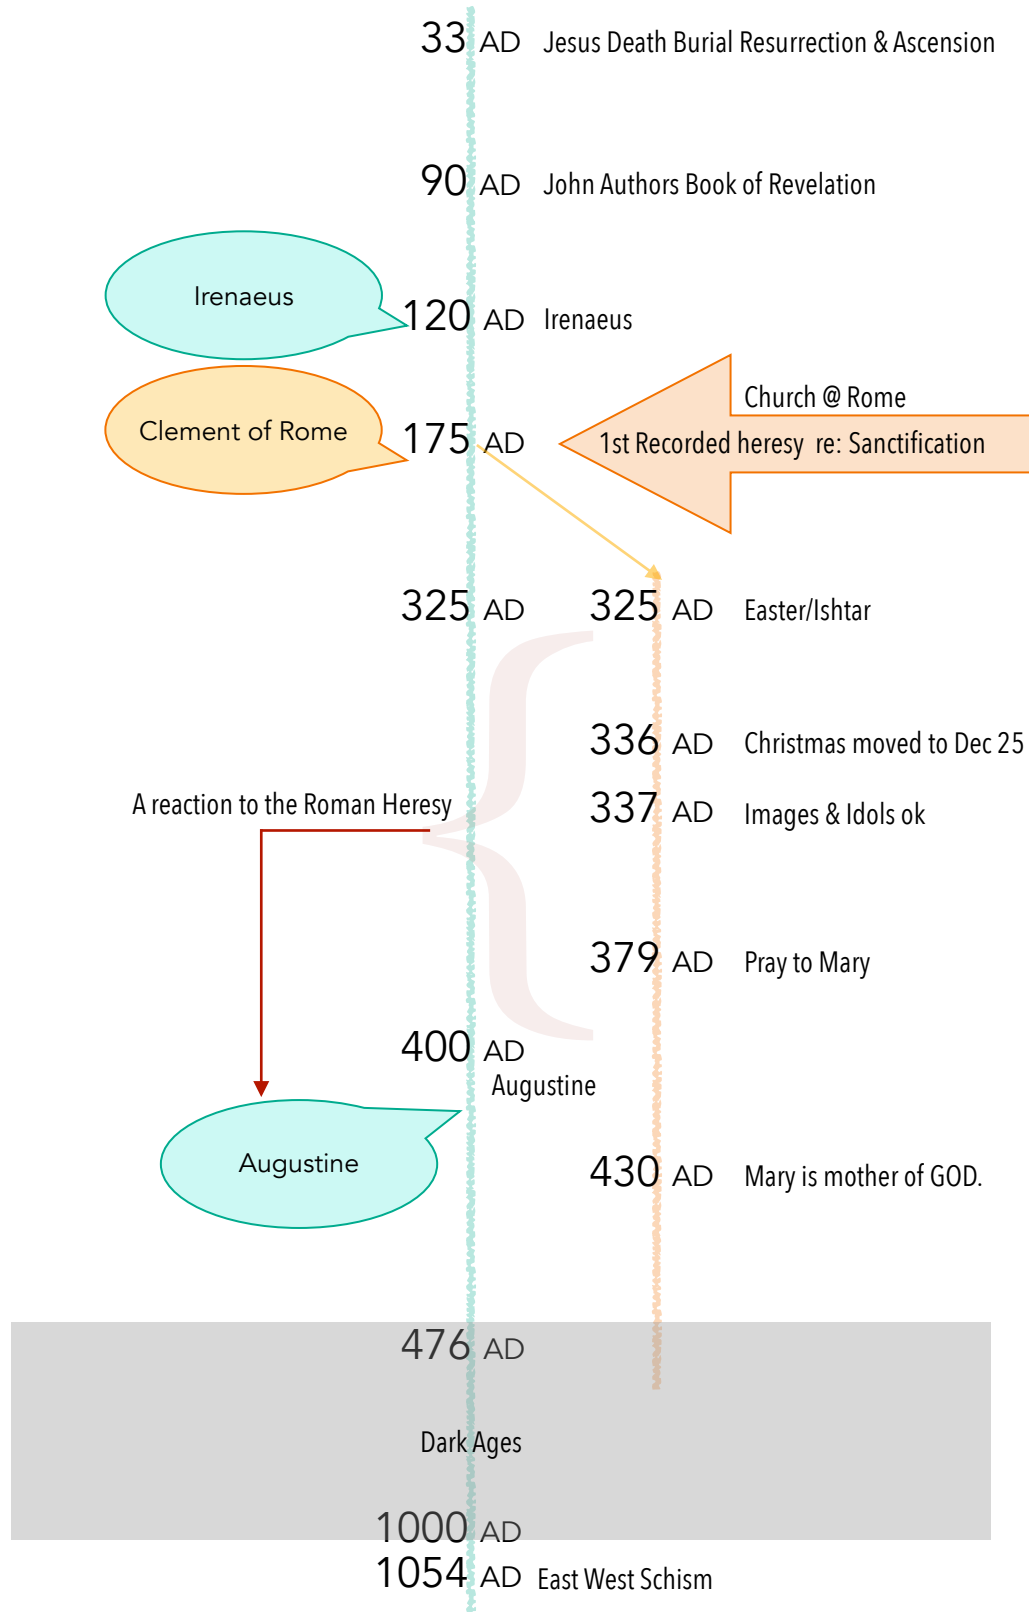 33 AD Jesus Death Burial Resurrection & Ascension
90 AD John Authors Book of Revelation
Irenaeus
120 AD Irenaeus
Church @ Rome
Clement of Rome
175 AD
1st Recorded heresy re: Sanctification
325 AD
325 AD Easter/Ishtar
336 AD Christmas moved to Dec 25
A reaction to the Roman Heresy
337 AD Images & Idols ok
379 AD Pray to Mary
400 AD
Augustine
Augustine
430 AD Mary is mother of GOD.
476 AD
Dark Ages
1000 AD
1054 AD East West Schism